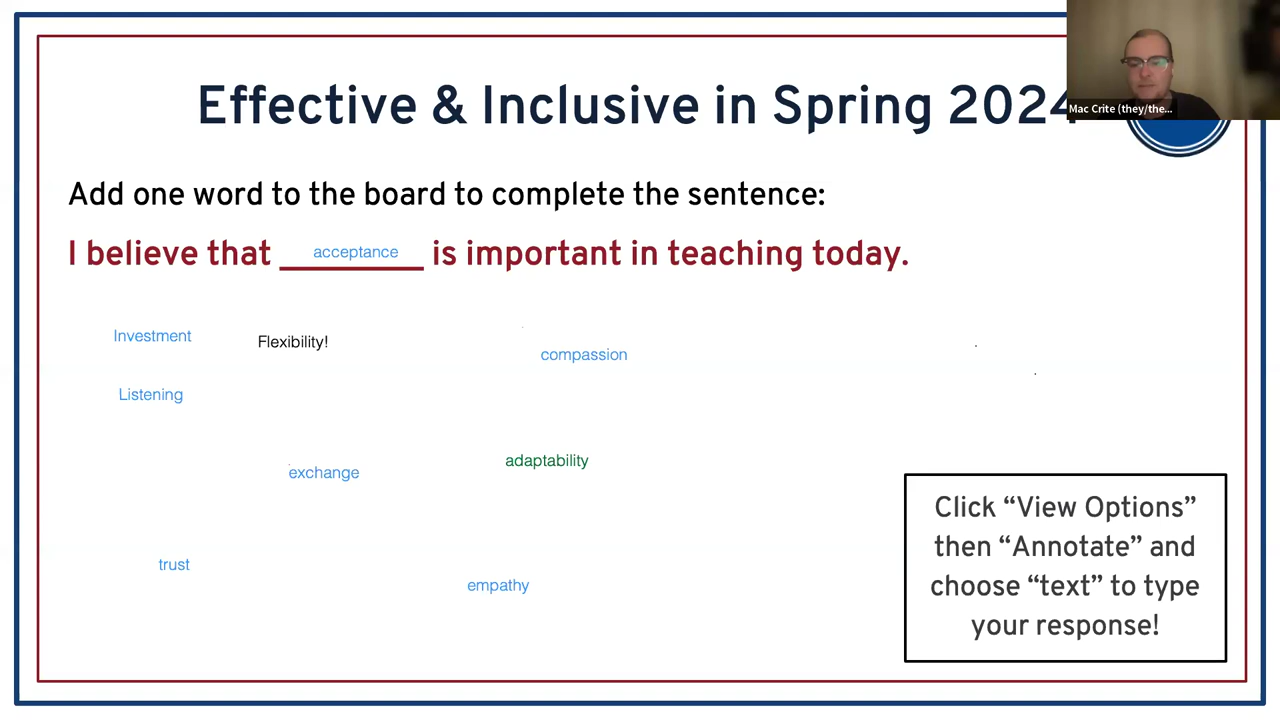 Effective & Inclusive in Spring 2024
Mac Crite (they/the...
Add one word to the board to complete the sentence:
I believe that acceptance is important in teaching today.
Investment
Flexibility!
compassion
Listening
exchange
adaptability
trust
empathy
Click “View Options”
then “Annotate” and
choose “text” to type
your response!